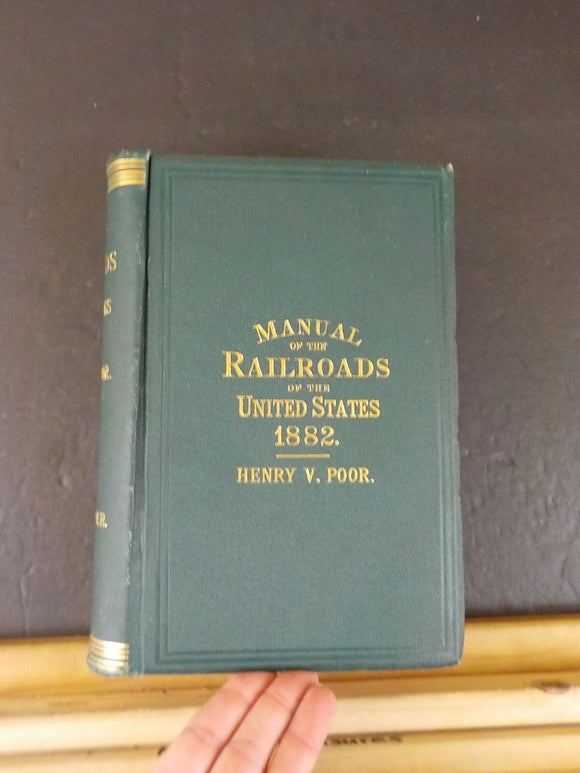 MANUAL
OF THE
RAILROADS
OF THE
UNITED STATES
1882.
HENRY V. POOR.